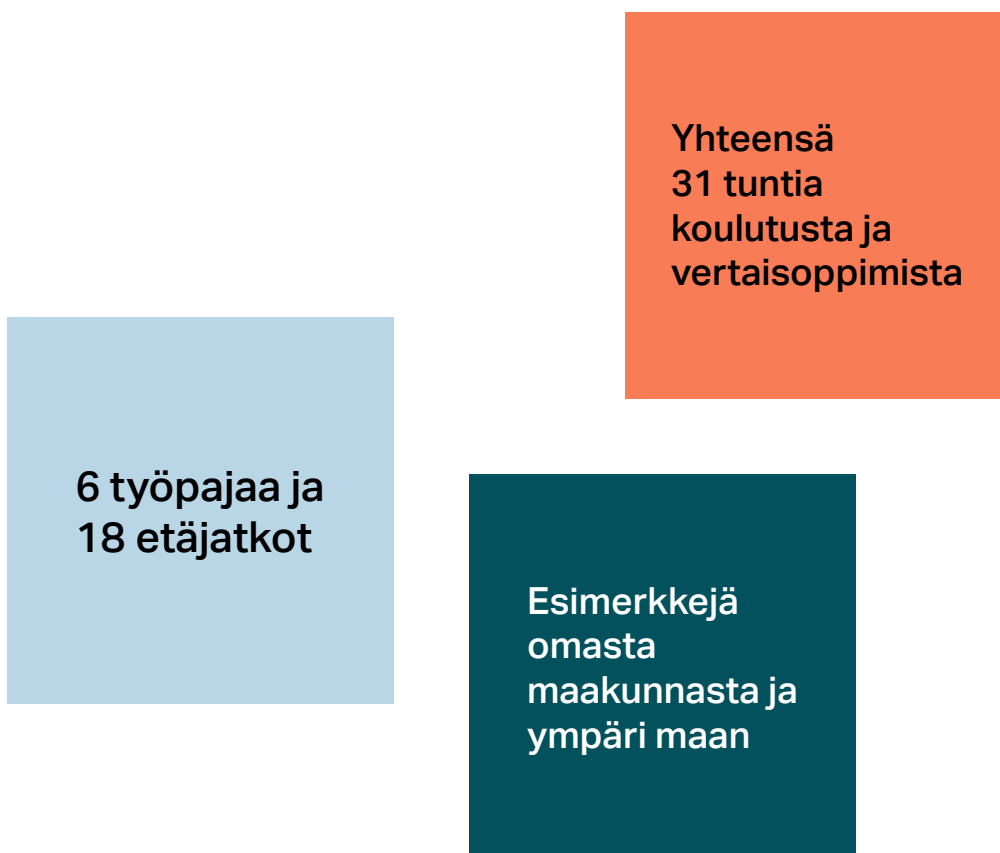 Yhteensä
31 tuntia
koulutusta ja
vertaisoppimista
6 työpajaa ja
18 etäjatkot
Esimerkkejä
omasta
maakunnasta ja
ympäri maan